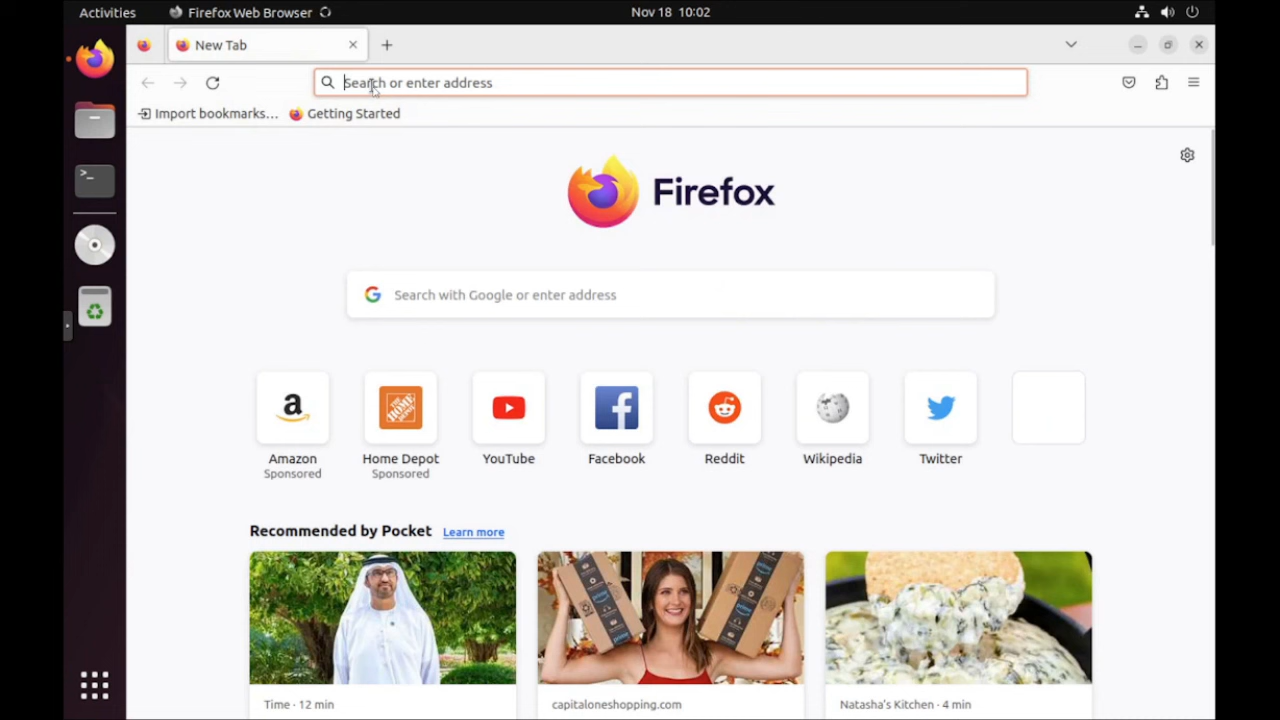 Activities
Firefox Web Browser
Nov 18 10:02
New Tab
Search or enter address
Import bookmarks...
Getting Started
Firefox
Search with Google or enter address
Amazon
Sponsored
Home Depot
Sponsored
YouTube
Facebook
Reddit
Wikipedia
Twitter
Recommended by Pocket Learn more
Time · 12 min
capitaloneshopping.com
Natasha's Kitchen · 4 min